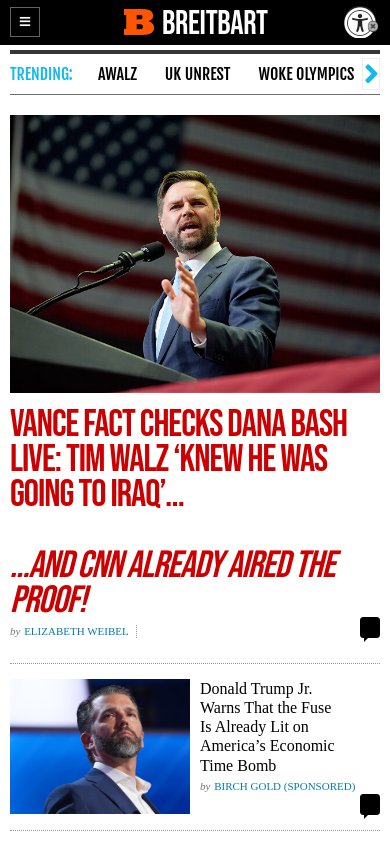 BREITBART
TRENDING:
AWALZ
UK UNREST
WOKE OLYMPICS
VANCE FACT CHECKS DANA BASH
LIVE: TIM WALZ ‘KNEW HE WAS
GOING TO IRAQ’…
…AND CNN ALREADY AIRED THE
PROOF!
by ELIZABETH WEIBEL
Donald Trump Jr.
Warns That the Fuse
Is Already Lit on
America’s Economic
Time Bomb
by BIRCH GOLD (SPONSORED)